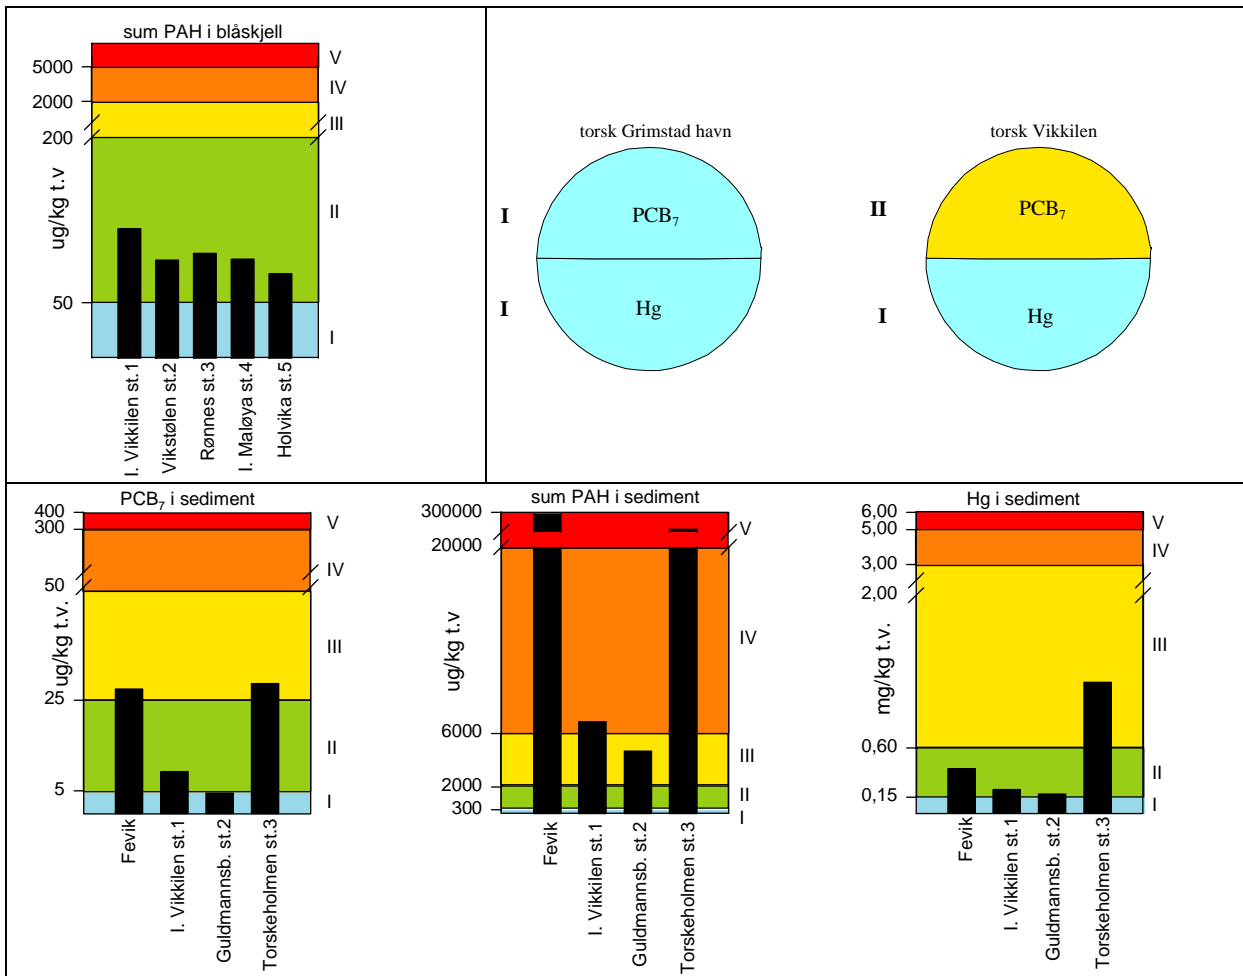 sum PAH i blåskjell
ug/kg t.v
5000
2000
200
50
V
IV
III
II
I
I. Vikkilen st.1
Vikstølen st.2
Rønnes st.3
I. Maløya st.4
Holvika st.5
torsk Grimstad havn
I
PCB7
I
Hg
torsk Vikkilen
II
PCB7
I
Hg
PCB7 i sediment
ug/kg t.v.
400
300
50
25
5
V
IV
III
II
I
Fevik
I. Vikkilen st.1
Guldmannsb. st.2
Torskeholmen st.3
sum PAH i sediment
ug/kg t.v
300000
20000
6000
2000
300
V
IV
III
II
I
Fevik
I. Vikkilen st.1
Guldmannsb. st.2
Torskeholmen st.3
Hg i sediment
mg/kg t.v.
6,00
5,00
3,00
2,00
0,60
0,15
V
IV
III
II
I
Fevik
I. Vikkilen st.1
Guldmannsb. st.2
Torskeholmen st.3